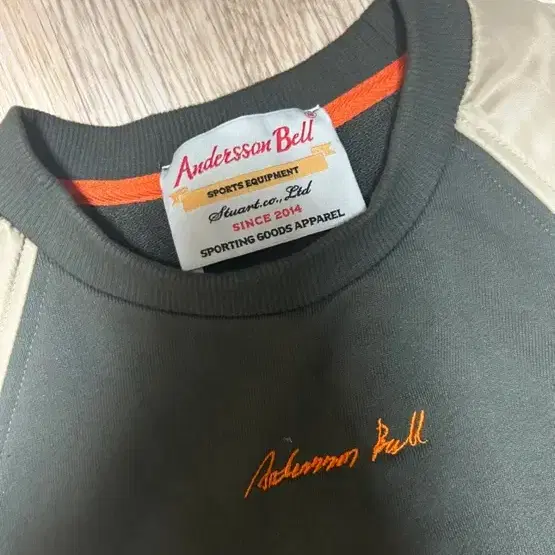 Andersson Bell®
SPORTS EQUIPMENT
Stuart.co., Ltd
SINCE 2014
SPORTING GOODS APPAREL
Andersson Bell